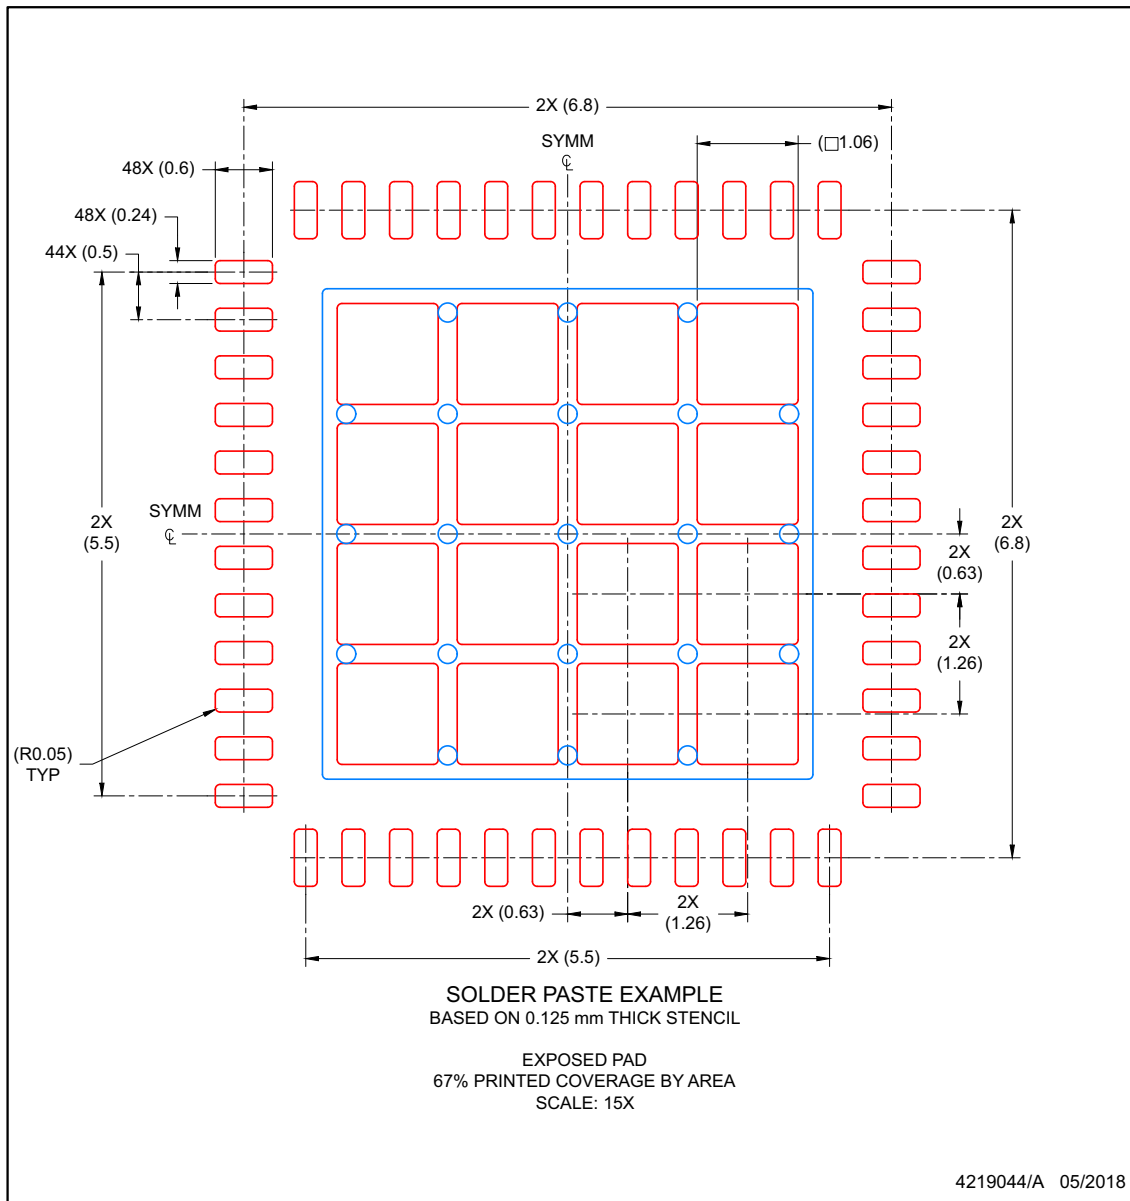 2X (6.8)
SYMM
℄
(□1.06)
48X (0.6)
48X (0.24)
44X (0.5)
SYMM
℄
2X
(5.5)
2X
(6.8)
2X
(0.63)
2X
(1.26)
(R0.05)
TYP
2X (0.63)
2X
(1.26)
2X (5.5)
SOLDER PASTE EXAMPLE
BASED ON 0.125 mm THICK STENCIL
EXPOSED PAD
67% PRINTED COVERAGE BY AREA
SCALE: 15X
4219044/A 05/2018